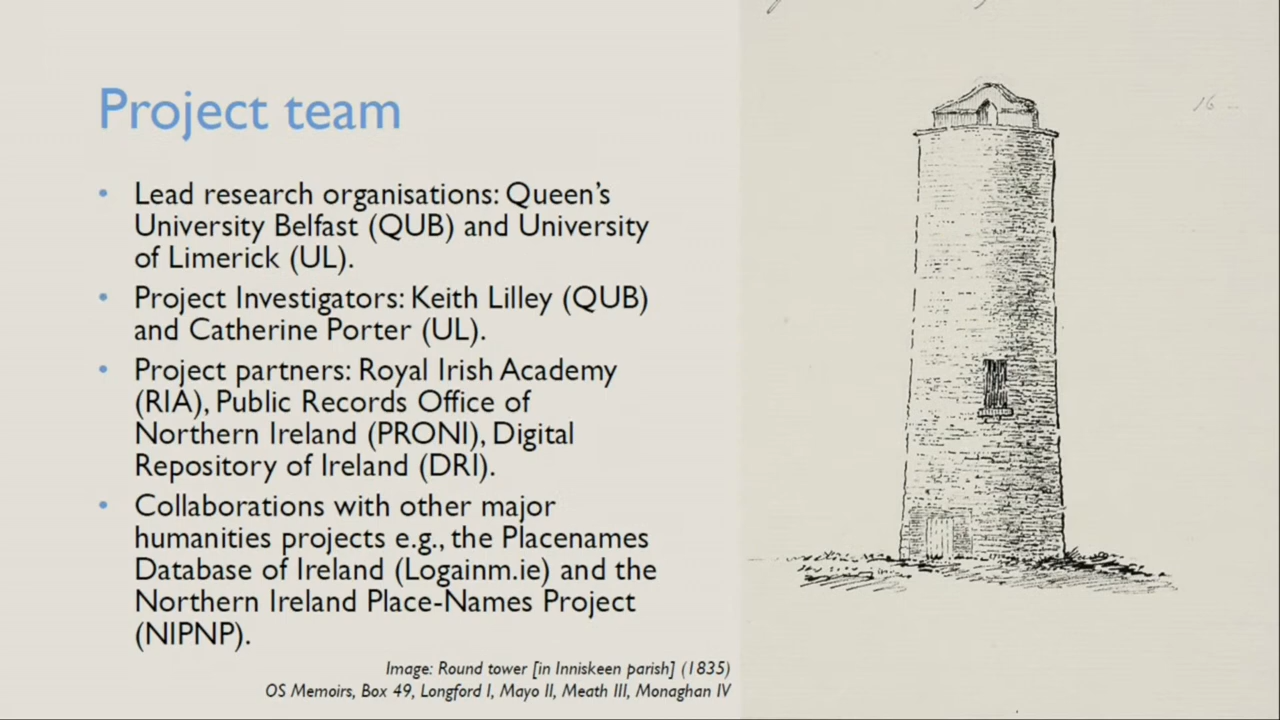 Project team
• Lead research organisations: Queen's
University Belfast (QUB) and University
of Limerick (UL).
• Project Investigators: Keith Lilley (QUB)
and Catherine Porter (UL).
• Project partners: Royal Irish Academy
(RIA), Public Records Office of
Northern Ireland (PRONI), Digital
Repository of Ireland (DRI).
• Collaborations with other major
humanities projects e.g., the Placenames
Database of Ireland (Logainm.ie) and the
Northern Ireland Place-Names Project
(NIPNP).
Image: Round tower [in Inniskeen parish] (1835)
OS Memoirs, Box 49, Longford I, Mayo II, Meath III, Monaghan IV
16